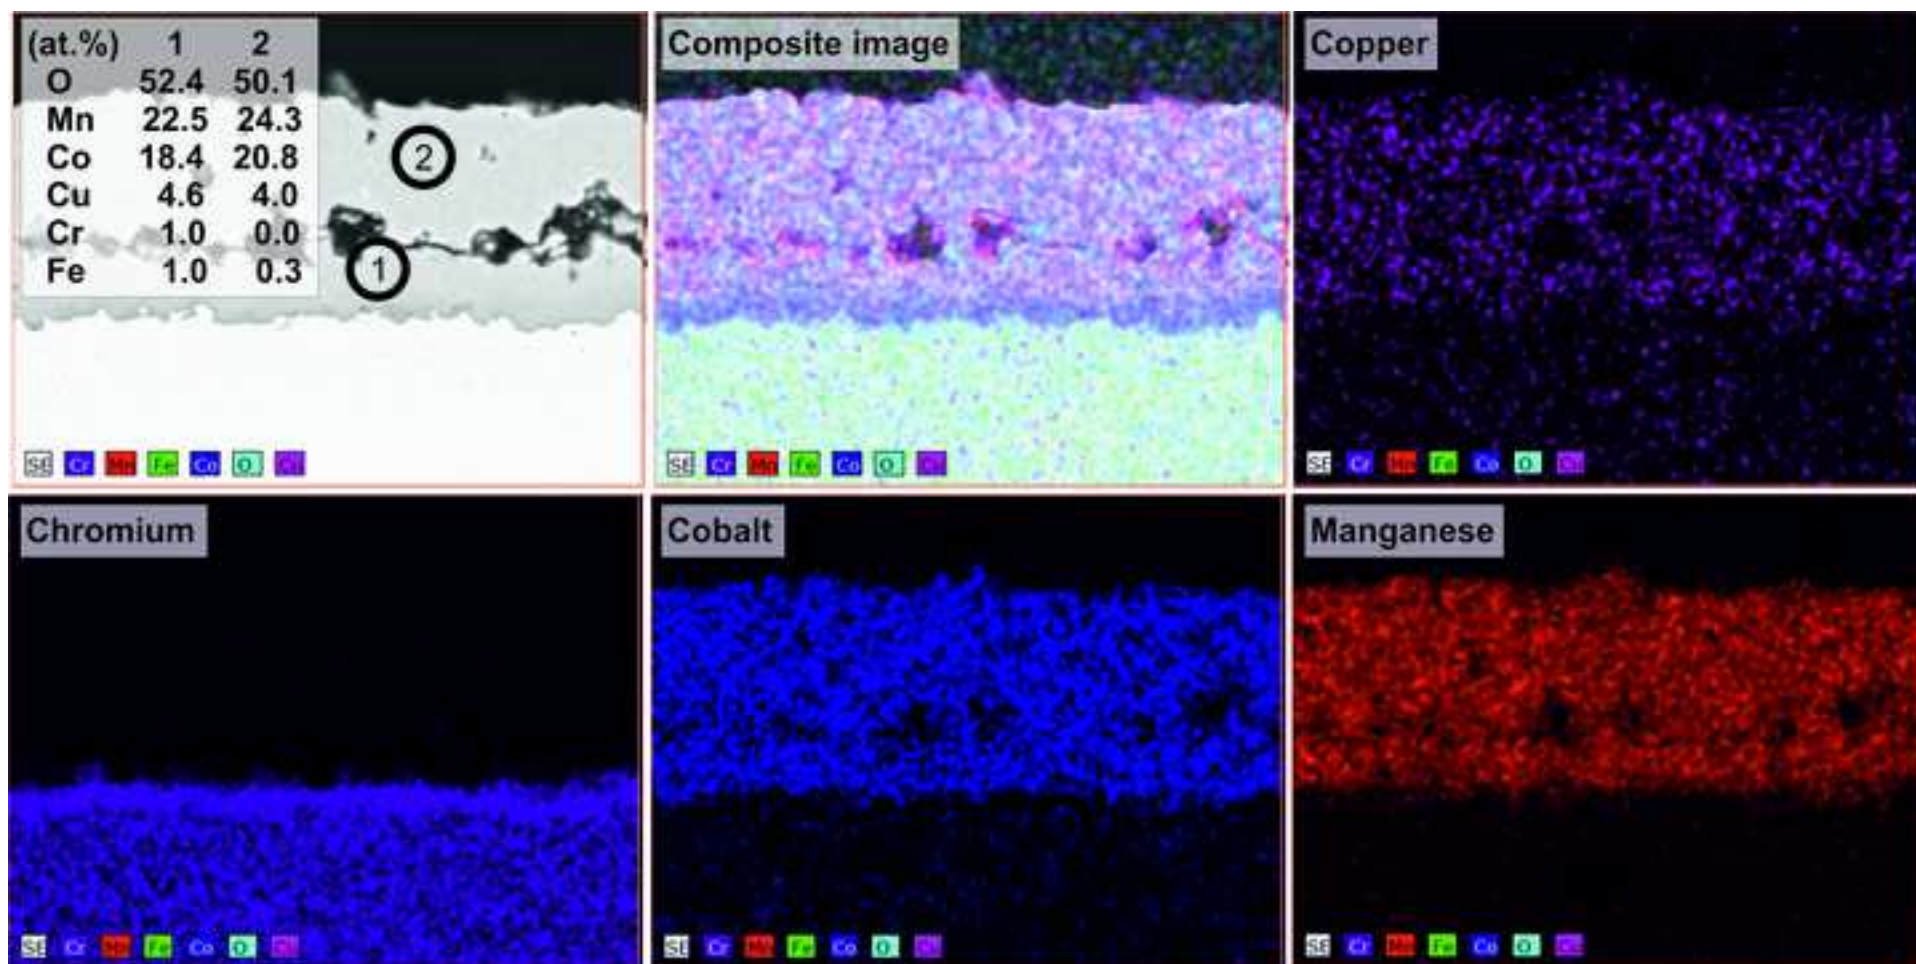 (at.%) 1 2
O 52.4 50.1
Mn 22.5 24.3
Co 18.4 20.8
Cu 4.6 4.0
Cr 1.0 0.0
Fe 1.0 0.3
2
1
SE Cr Mn Fe Co O Cu
Composite image
SE Cr Mn Fe Co O Cu
Copper
SE Cr Mn Fe Co O Cu
Chromium
SE Cr Mn Fe Co O Cu
Cobalt
SE Cr Mn Fe Co O Cu
Manganese
SE Cr Mn Fe Co O Cu